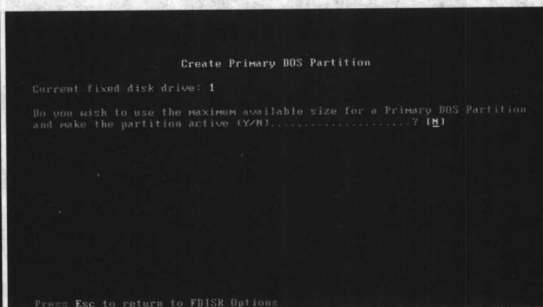 Create Primary DOS Partition
Current fixed disk drive: 1
Do you wish to use the maximum available size for a Primary DOS Partition
and make the partition active (Y/N).....................? [N]
Press Esc to return to FDISK Options